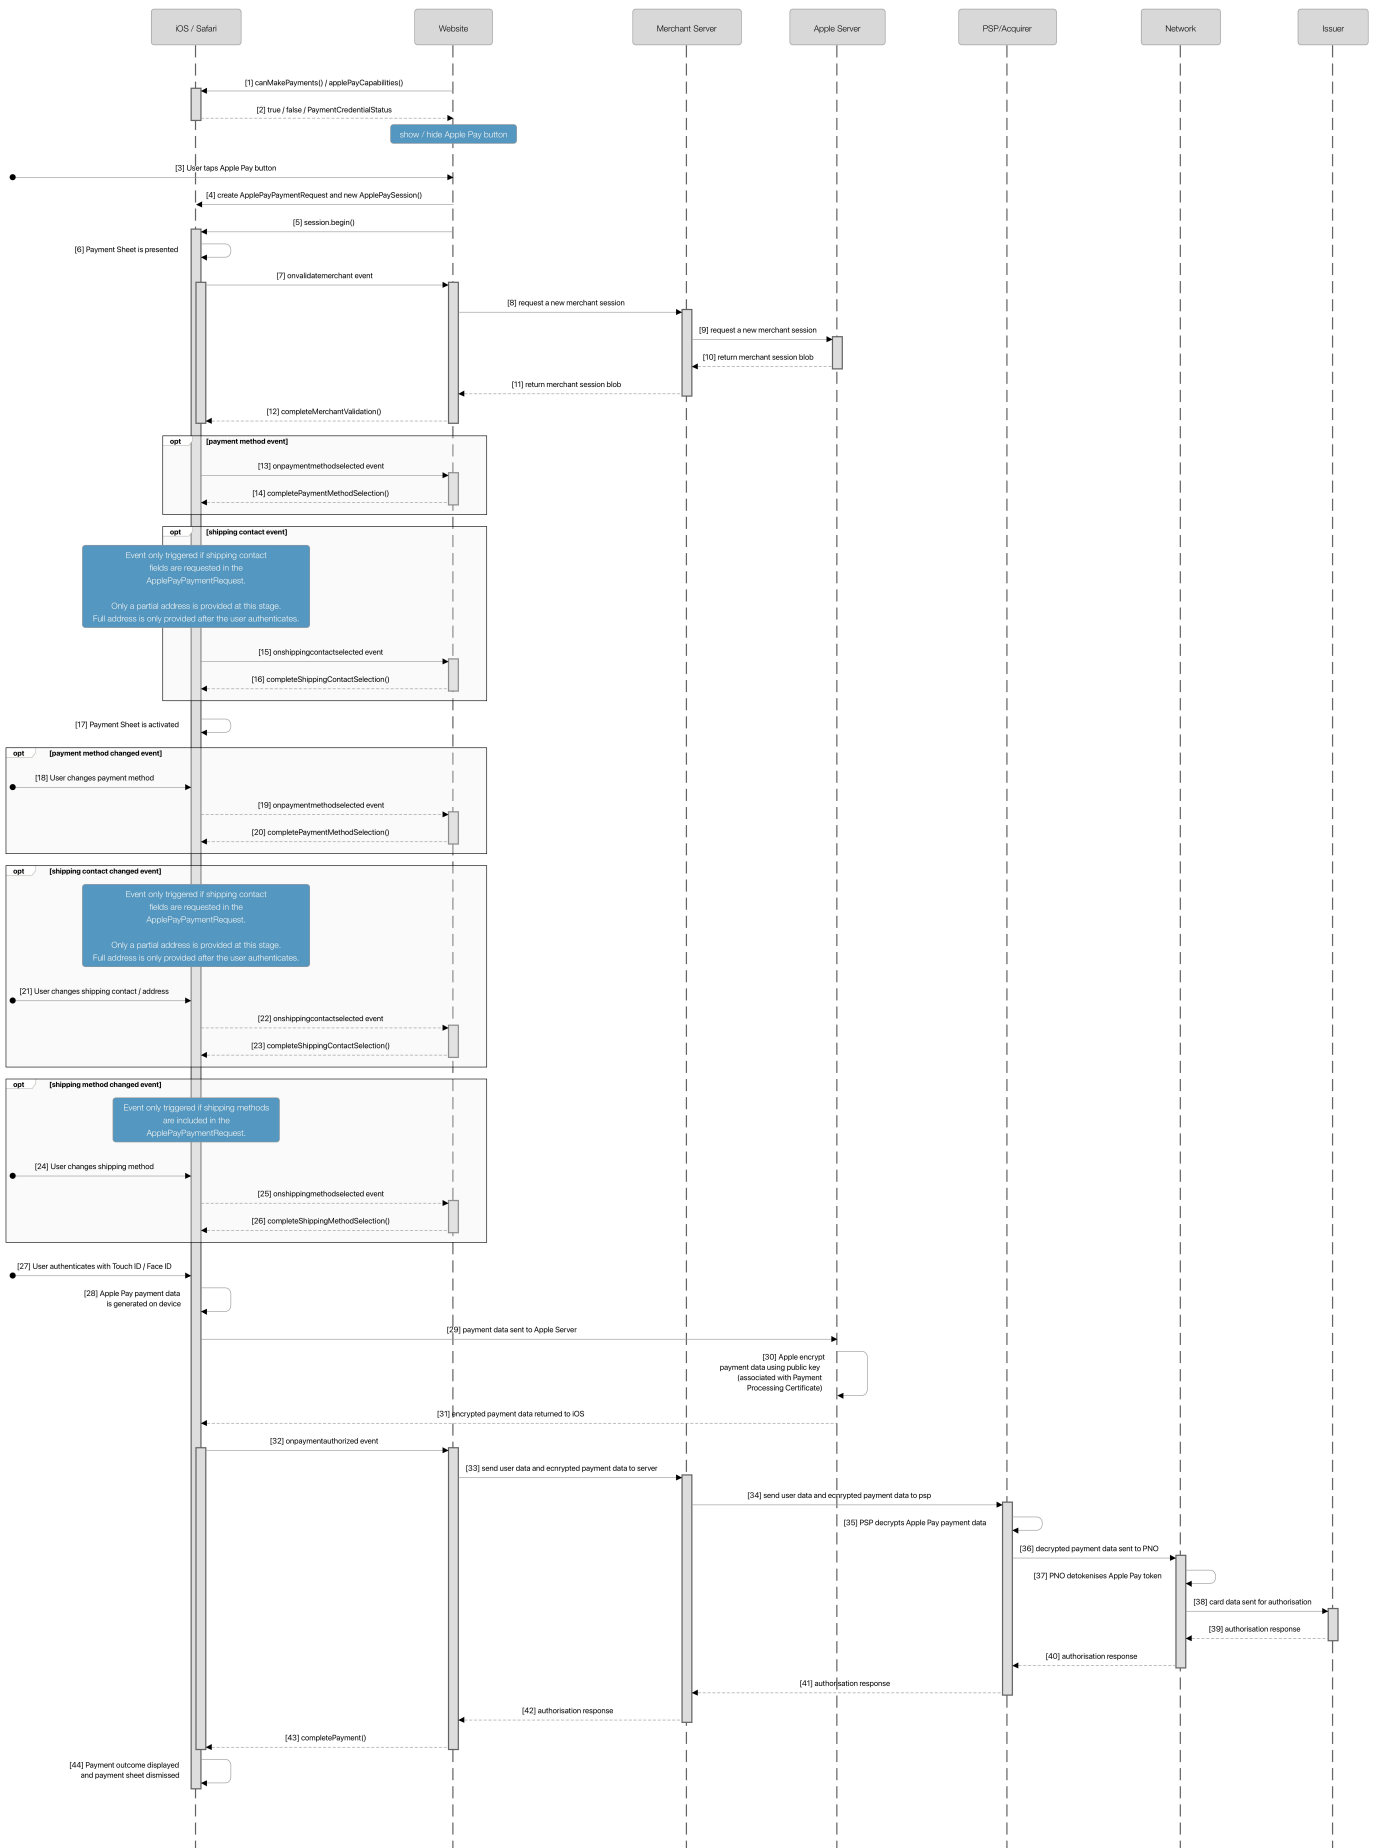 iOS / Safari
Website
Merchant Server
Apple Server
PSP/Acquirer
Network
Issuer
[1] canMakePayments() / applePayCapabilities()
[2] true / false / PaymentCredentialStatus
show / hide Apple Pay button
[3] User taps Apple Pay button
[4] create ApplePayPaymentRequest and new ApplePaySession()
[5] session.begin()
[6] Payment Sheet is presented
[7] onvalidatemerchant event
[8] request a new merchant session
[9] request a new merchant session
[10] return merchant session blob
[11] return merchant session blob
[12] completeMerchantValidation()
opt
[payment method event]
[13] onpaymentmethodselected event
[14] completePaymentMethodSelection()
opt
[shipping contact event]
Event only triggered if shipping contact
fields are requested in the
ApplePayPaymentRequest.
Only a partial address is provided at this stage.
Full address is only provided after the user authenticates.
[15] onshippingcontactselected event
[16] completeShippingContactSelection()
[17] Payment Sheet is activated
opt
[payment method changed event]
[18] User changes payment method
[19] onpaymentmethodselected event
[20] completePaymentMethodSelection()
opt
[shipping contact changed event]
Event only triggered if shipping contact
fields are requested in the
ApplePayPaymentRequest.
Only a partial address is provided at this stage.
Full address is only provided after the user authenticates.
[21] User changes shipping contact / address
[22] onshippingcontactselected event
[23] completeShippingContactSelection()
opt
[shipping method changed event]
Event only triggered if shipping methods
are included in the
ApplePayPaymentRequest.
[24] User changes shipping method
[25] onshippingmethodselected event
[26] completeShippingMethodSelection()
[27] User authenticates with Touch ID / Face ID
[28] Apple Pay payment data
is generated on device
[29] payment data sent to Apple Server
[30] Apple encrypt
payment data using public key
(associated with Payment
Processing Certificate)
[31] encrypted payment data returned to iOS
[32] onpaymentauthorized event
[33] send user data and ecnrypted payment data to server
[34] send user data and ecnrypted payment data to psp
[35] PSP decrypts Apple Pay payment data
[36] decrypted payment data sent to PNO
[37] PNO detokenises Apple Pay token
[38] card data sent for authorisation
[39] authorisation response
[40] authorisation response
[41] authorisation response
[42] authorisation response
[43] completePayment()
[44] Payment outcome displayed
and payment sheet dismissed